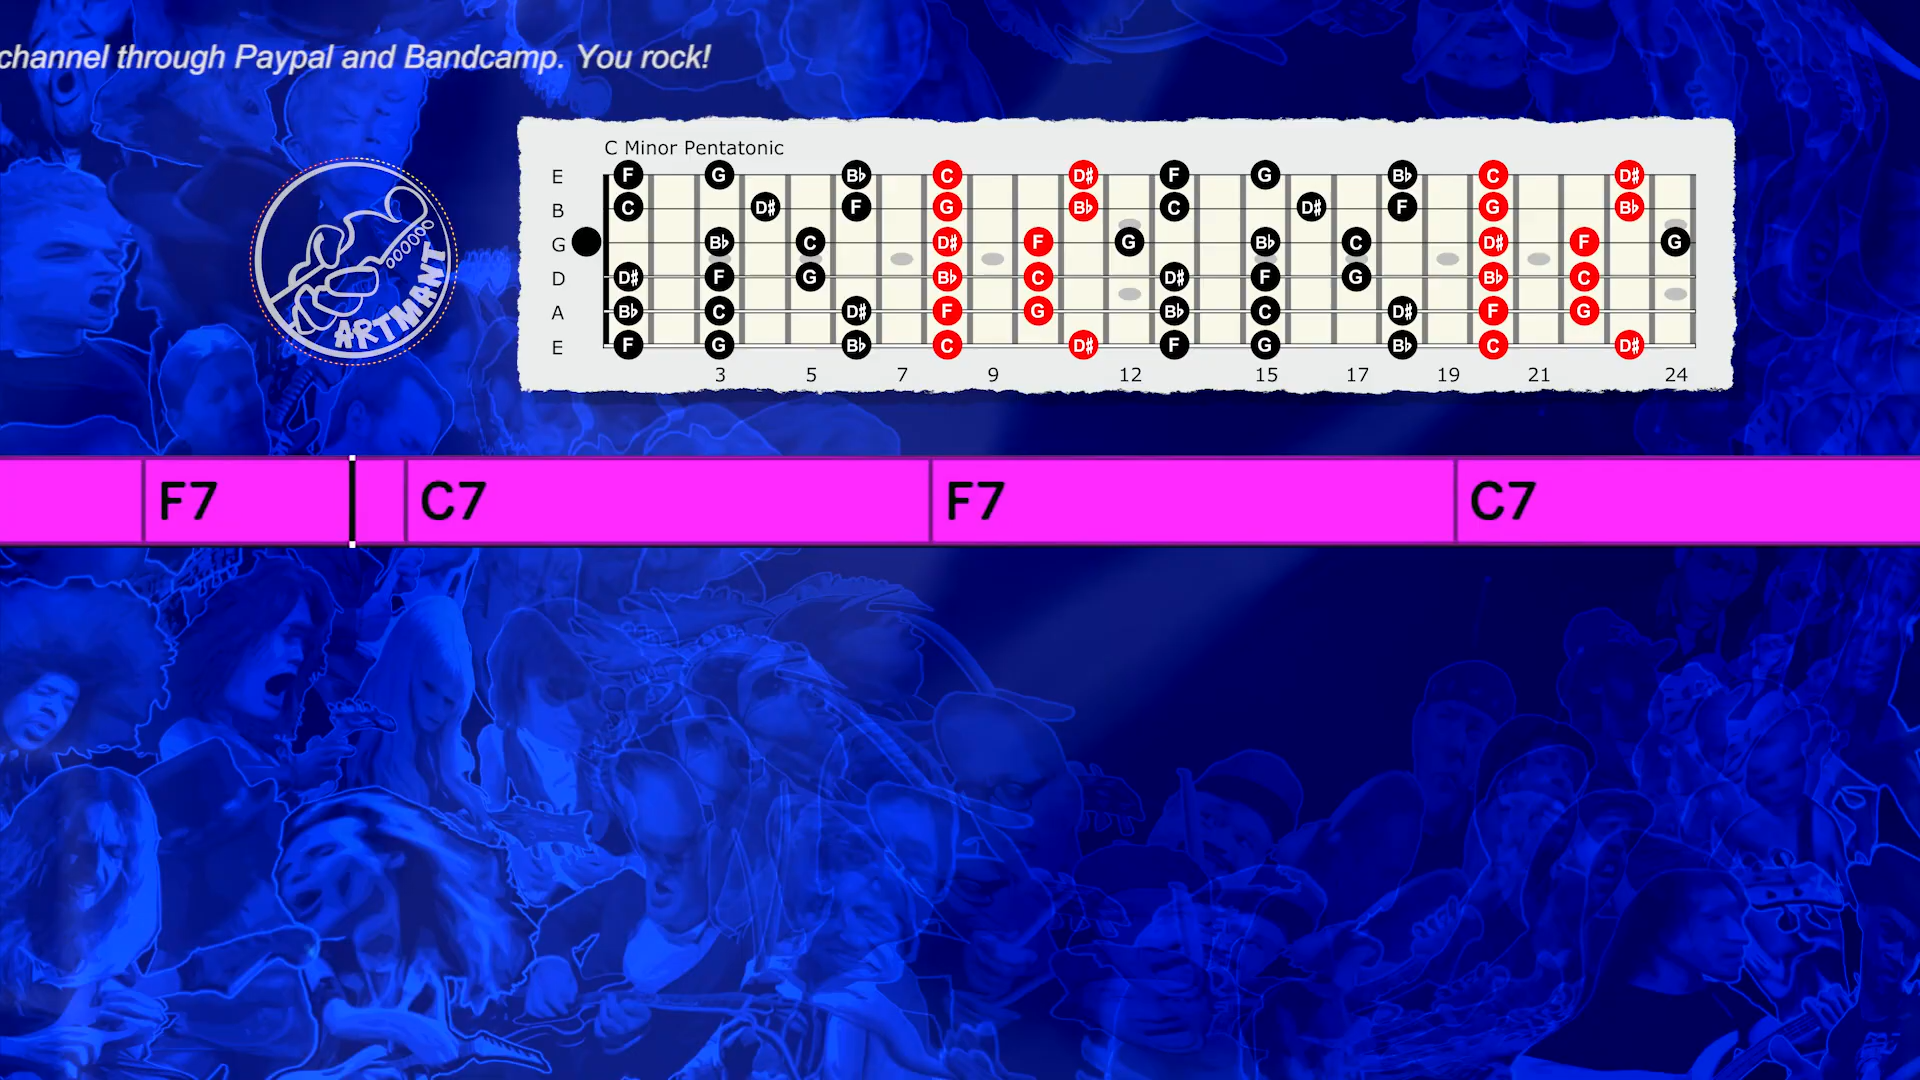 channel through Paypal and Bandcamp. You rock!
C Minor Pentatonic
E F G B♭ C D# F G B♭ C D#
B C D# F G B♭ C D# F G B♭
G B♭ C D# F G B♭ C D# F G
D D# F G B♭ C D# F G B♭ C
A B♭ C D# F G B♭ C D# F G
E F G B♭ C D# F G B♭ C D#
3 5 7 9 12 15 17 19 21 24
ARTMANT
F7 C7 F7 C7